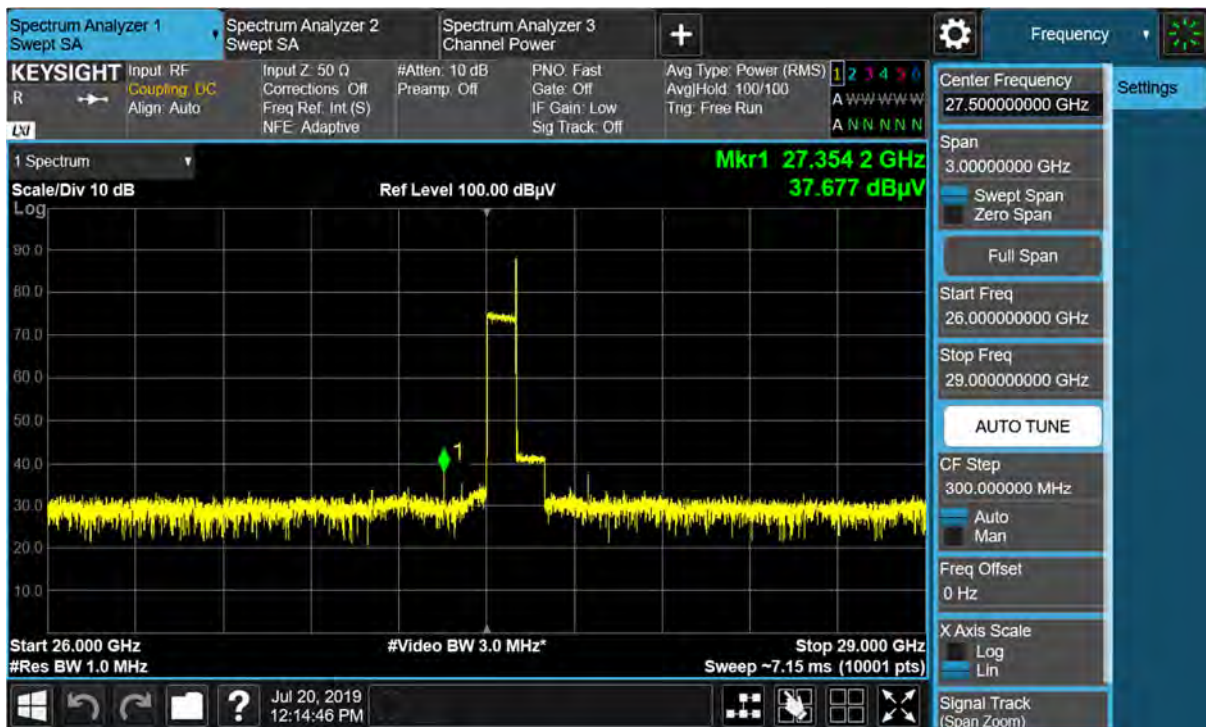 Spectrum Analyzer 1
Swept SA
Spectrum Analyzer 2
Swept SA
Spectrum Analyzer 3
Channel Power
+
Frequency
KEYSIGHT
R
LXI
Input: RF
Coupling: DC
Align: Auto
Input Z: 50 Ω
Corrections: Off
Freq Ref: Int (S)
NFE: Adaptive
#Atten: 10 dB
Preamp: Off
PNO: Fast
Gate: Off
IF Gain: Low
Sig Track: Off
Avg Type: Power (RMS)
Avg|Hold: 100/100
Trig: Free Run
1 2 3 4 5 6
A W W W W W
A N N N N N
1 Spectrum
Mkr1 27.354 2 GHz
Scale/Div 10 dB
Ref Level 100.00 dBµV
37.677 dBµV
Log
90.0
80.0
70.0
60.0
50.0
40.0
1
30.0
20.0
10.0
Start 26.000 GHz
#Video BW 3.0 MHz*
Stop 29.000 GHz
#Res BW 1.0 MHz
Sweep ~7.15 ms (10001 pts)
?
Jul 20, 2019
12:14:46 PM
Center Frequency
27.500000000 GHz
Settings
Span
3.00000000 GHz
Swept Span
Zero Span
Full Span
Start Freq
26.000000000 GHz
Stop Freq
29.000000000 GHz
AUTO TUNE
CF Step
300.000000 MHz
Auto
Man
Freq Offset
0 Hz
X Axis Scale
Log
Lin
Signal Track
(Span Zoom)